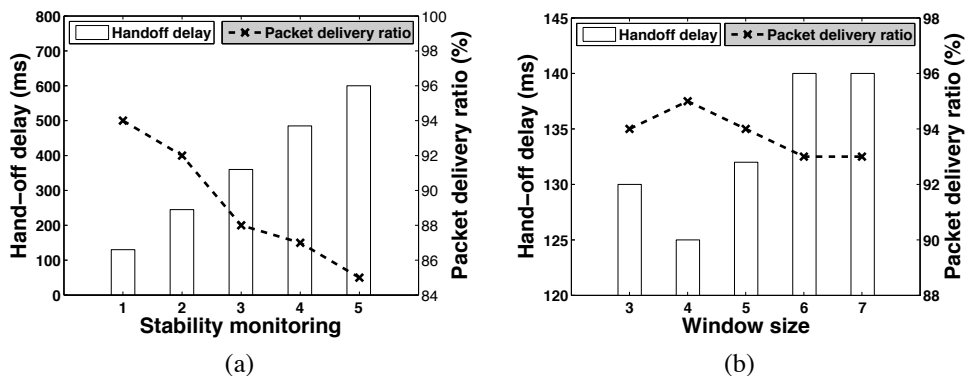 Handoff delay
Packet delivery ratio
Hand−off delay (ms)
800
700
600
500
400
300
200
100
0
Packet delivery ratio (%)
100
98
96
94
92
90
88
86
84
1 2 3 4 5
Stability monitoring
(a)
Handoff delay
Packet delivery ratio
Hand−off delay (ms)
145
140
135
130
125
120
Packet delivery ratio (%)
98
96
94
92
90
88
3 4 5 6 7
Window size
(b)